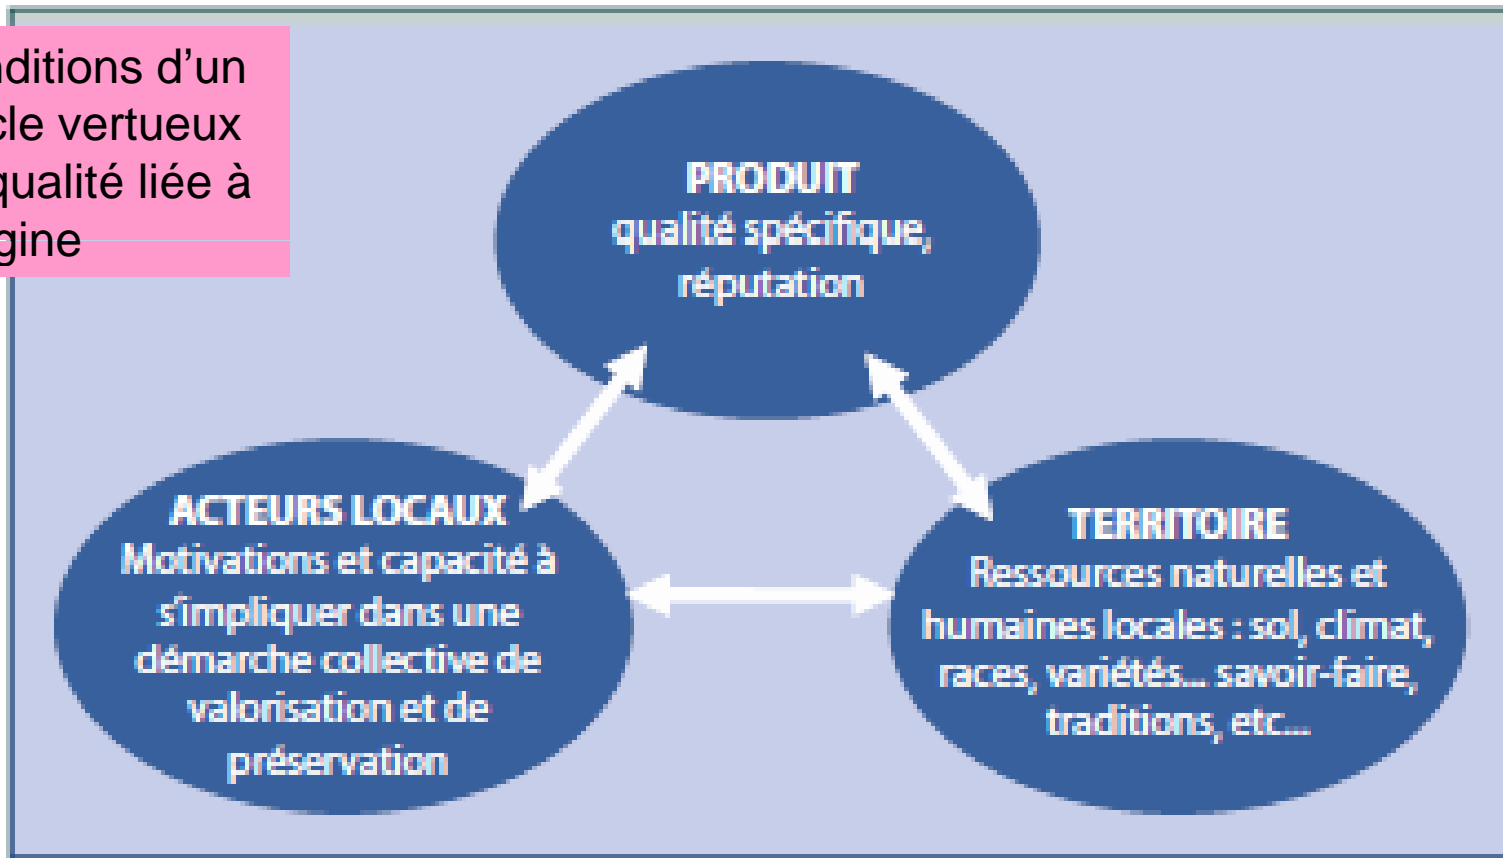 nditions d’un
cle vertueux
qualité liée à
gine
PRODUIT
qualité spécifique,
réputation
ACTEURS LOCAUX
Motivations et capacité à
s'impliquer dans une
démarche collective de
valorisation et de
préservation
TERRITOIRE
Ressources naturelles et
humaines locales : sol, climat,
races, variétés... savoir-faire,
traditions, etc...